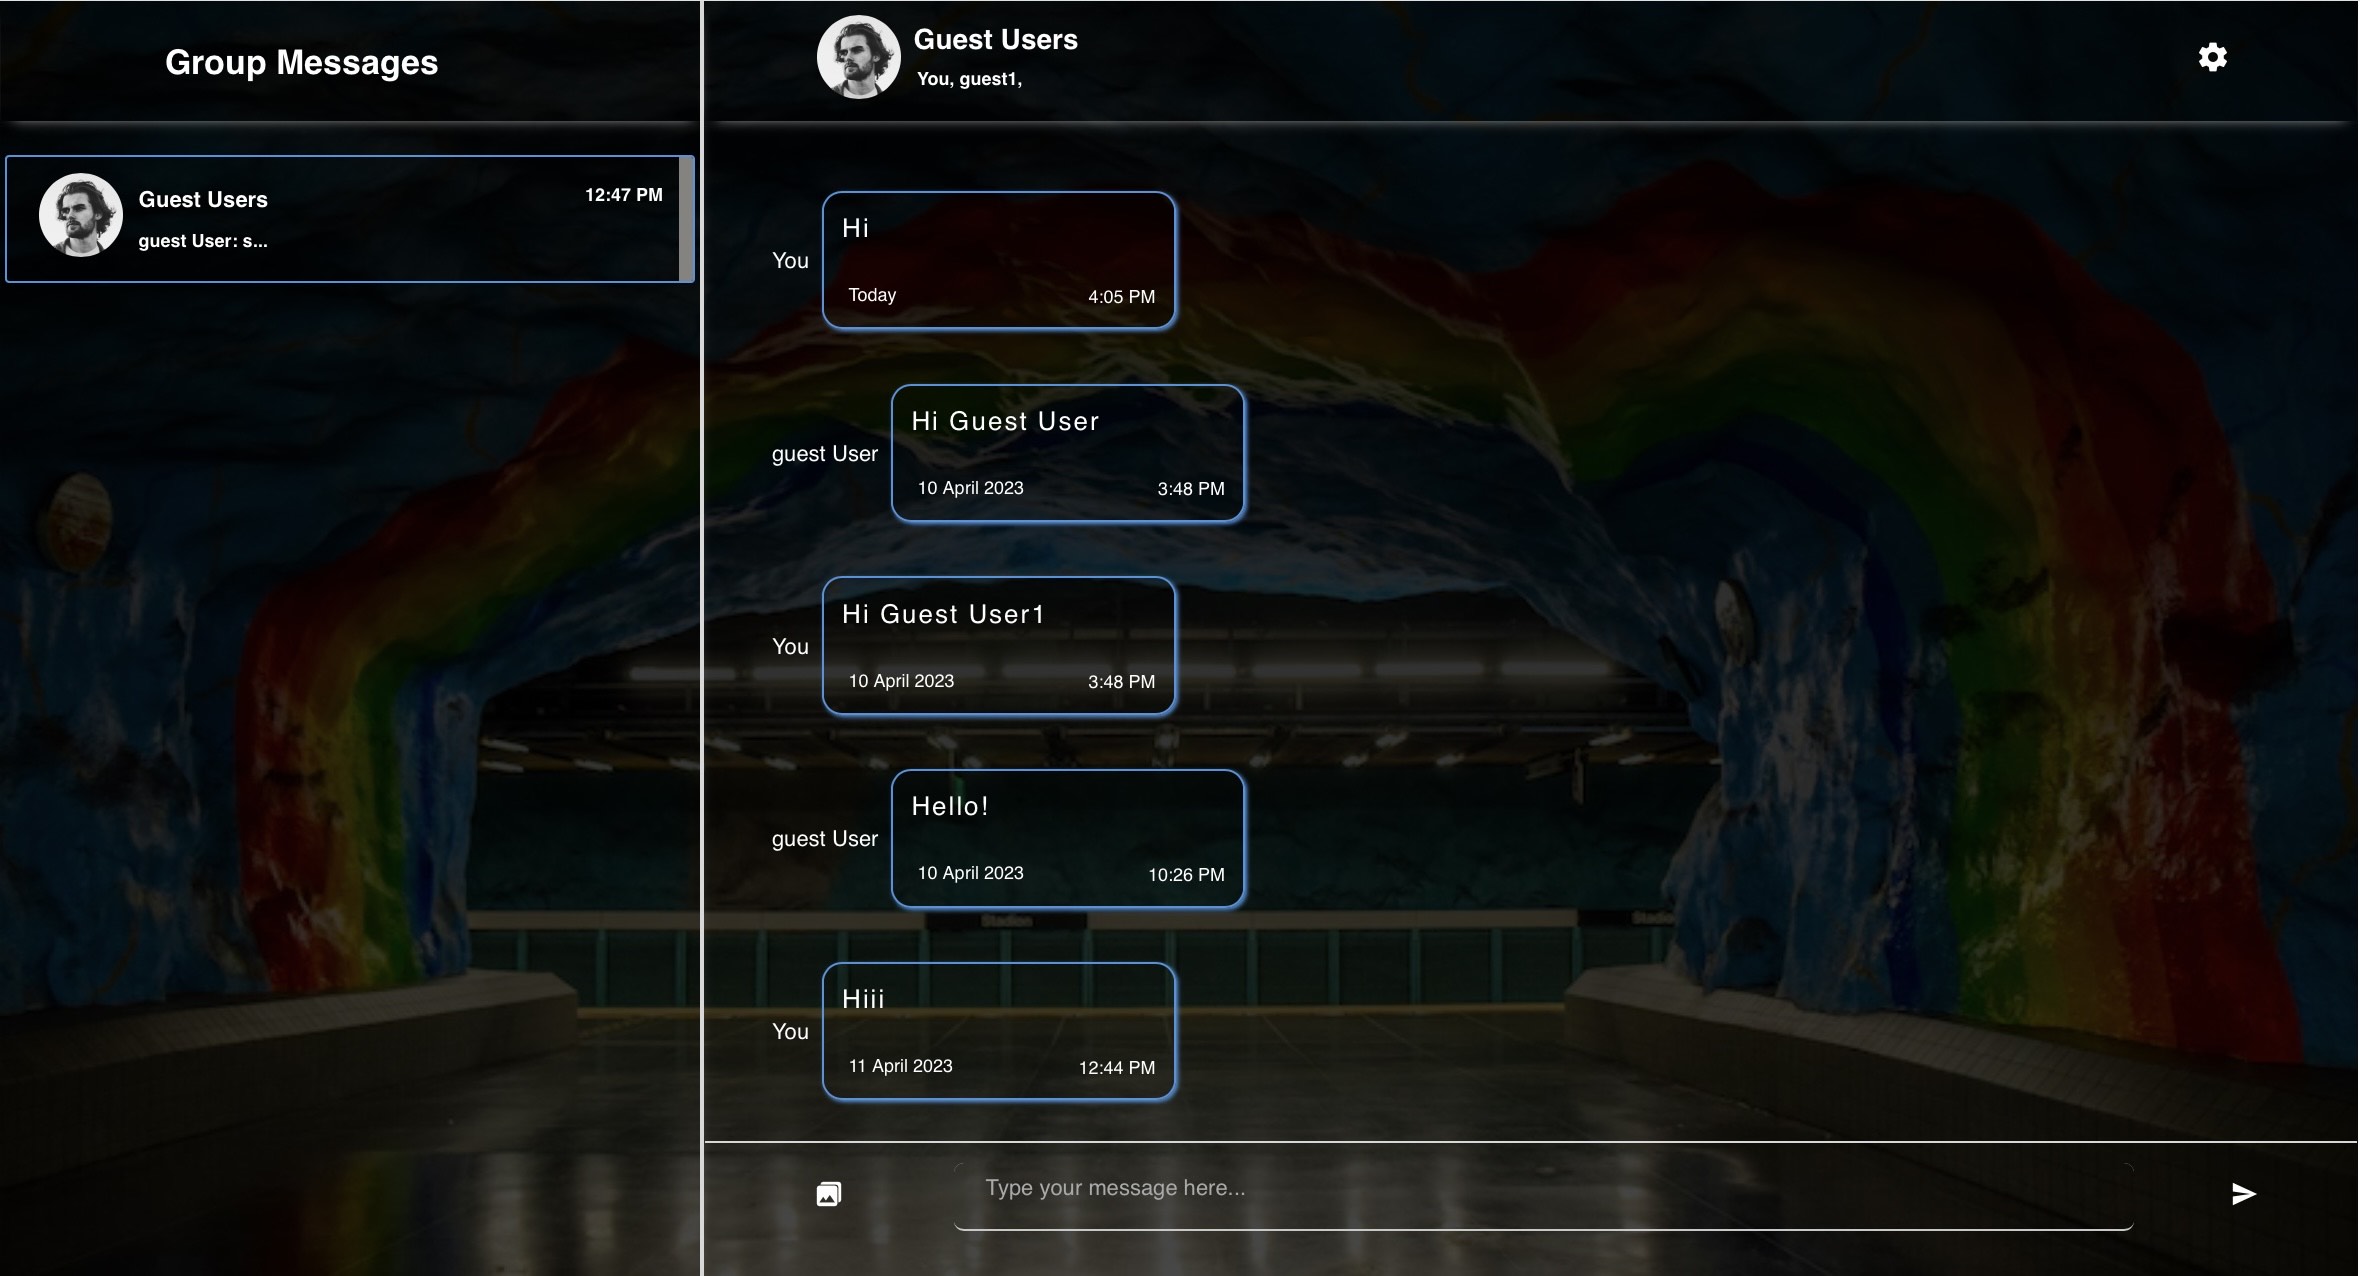 Group Messages
Guest Users
12:47 PM
guest User: s...
Guest Users
You, guest1,
You
Hi
Today
4:05 PM
guest User
Hi Guest User
10 April 2023
3:48 PM
You
Hi Guest User1
10 April 2023
3:48 PM
guest User
Hello!
10 April 2023
10:26 PM
Stadion
Stadio
You
Hiii
11 April 2023
12:44 PM
Type your message here...